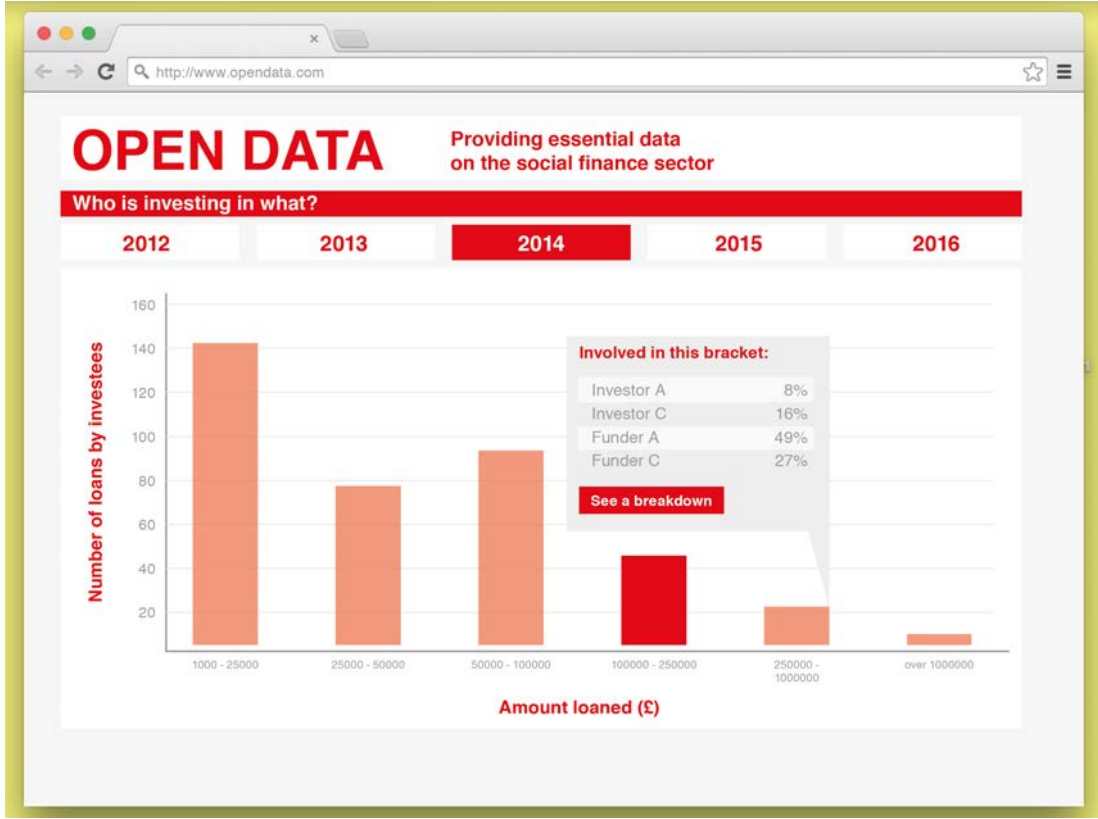 http://www.opendata.com
OPEN DATA
Providing essential data
on the social finance sector
Who is investing in what?
2012 2013 2014 2015 2016
Number of loans by investees
160
140
120
100
80
60
40
20
Involved in this bracket:
Investor A 8%
Investor C 16%
Funder A 49%
Funder C 27%
See a breakdown
1000 - 25000 25000 - 50000 50000 - 100000 100000 - 250000 250000 - over 1000000
1000000
Amount loaned (£)